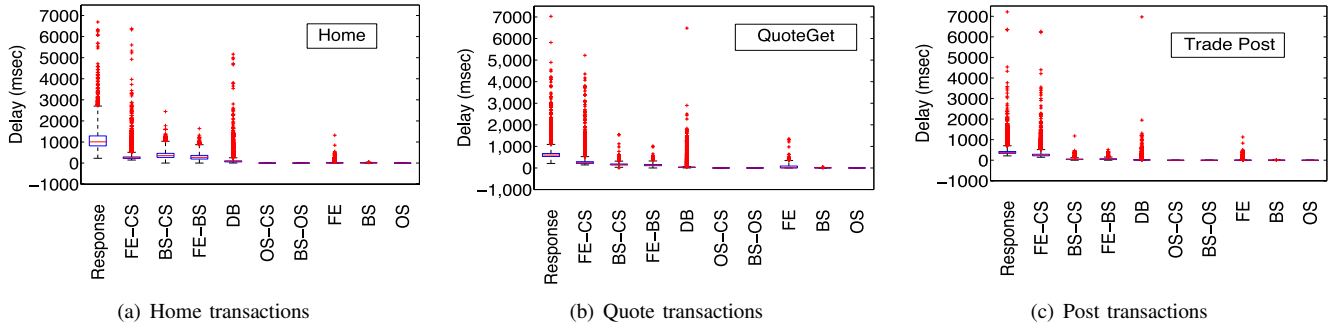 7000
6000
5000
4000
3000
2000
1000
0
−1000
Delay (msec)
Home
Response
FE−CS
BS−CS
FE−BS
DB
OS−CS
BS−OS
FE
BS
OS
(a) Home transactions
7,000
6,000
5,000
4,000
3,000
2,000
1,000
0
−1,000
Delay (msec)
QuoteGet
Response
FE−CS
BS−CS
FE−BS
DB
OS−CS
BS−OS
FE
BS
OS
(b) Quote transactions
7000
6000
5000
4000
3000
2000
1000
0
−1000
Delay (msec)
Trade Post
Response
FE−CS
BS−CS
FE−BS
DB
OS−CS
BS−OS
FE
BS
OS
(c) Post transactions